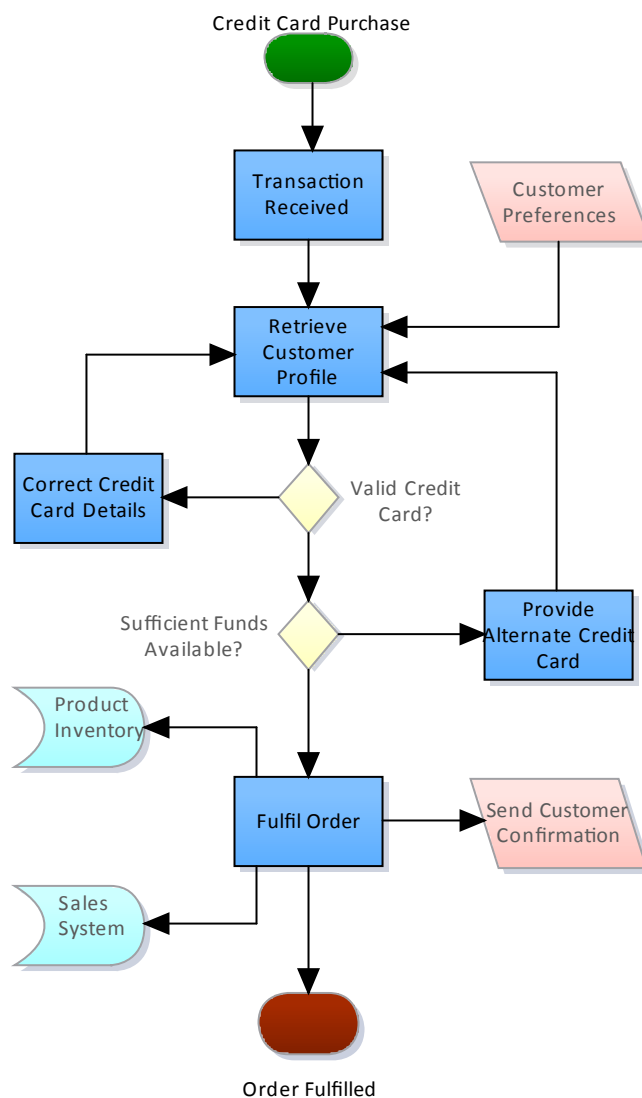 Credit Card Purchase
Transaction
Received
Customer
Preferences
Retrieve
Customer
Profile
Correct Credit
Card Details
Valid Credit
Card?
Sufficient Funds
Available?
Provide
Alternate Credit
Card
Product
Inventory
Fulfil Order
Send Customer
Confirmation
Sales
System
Order Fulfilled